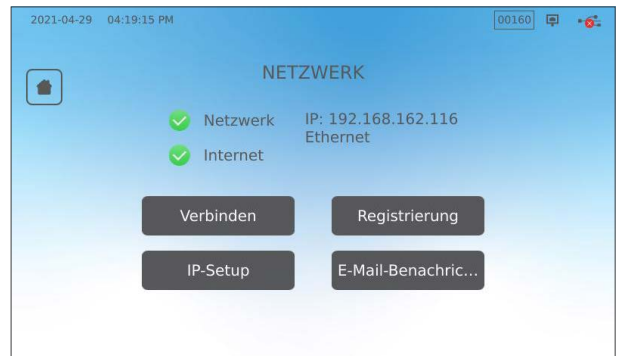 2021-04-29 04:19:15 PM 00160
NETZWERK
Netzwerk IP: 192.168.162.116
Ethernet
Internet
Verbinden Registrierung
IP-Setup E-Mail-Benachric...